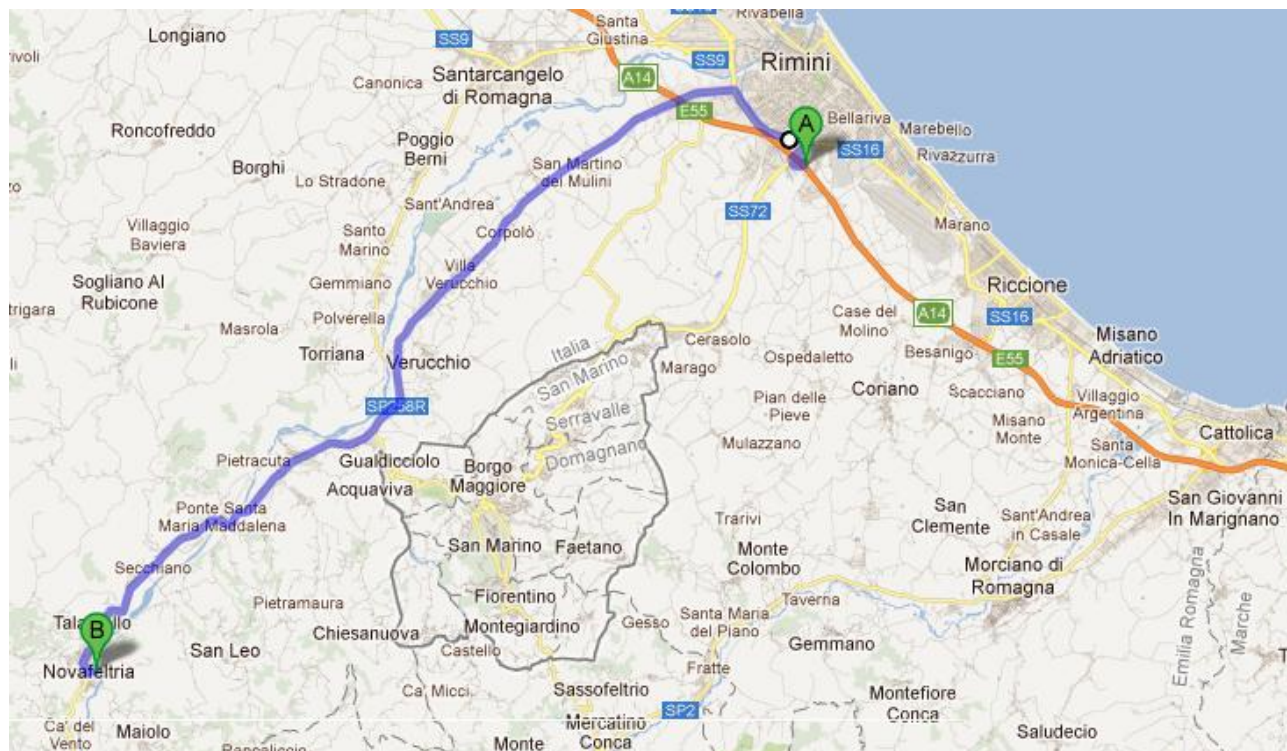 Rivabella
Longiano
Santa
Giustina
SS9
SS9
Rimini
rivoli
Canonica
Santarcangelo
di Romagna
A14
E55
A
Bellariva
Marebello
Roncofreddo
Poggio
Berni
SS16
Rivazzurra
Borghi
Lo Stradone
San Martino
dei Mulini
Sant'Andrea
SS72
Villaggio
Baviera
Santo
Marino
Corpolò
Marano
Sogliano Al
Rubicone
Gemmiano
Villa
Verucchio
Riccione
trigara
Masrola
Polverella
A14
SS16
Case del
Molino
Torriana
Verucchio
Italia
San Marino
Cerasolo
Besanigo
Misano
Adriatico
li
Marago
Ospedaletto
E55
SP258R
Serravalle
Domagnano
Pian delle
Pieve
Coriano
Scacciano
Villaggio
Argentina
Misano
Monte
Cattolica
Pietracuta
Gualdicciolo
Mulazzano
Santa
Monica-Cella
Acquaviva
Borgo
Maggiore
San Giovanni
In Marignano
Ponte Santa
Maria Maddalena
Trarivi
San
Clemente
Sant'Andrea
in Casale
San Marino
Faetano
Monte
Colombo
Morciano di
Romagna
Secchiano
Pietramaura
Fiorentino
Taverna
B
Chiesanuova
Montegiardino
Gesso
Santa Maria
del Piano
Gemmano
San Leo
Castello
Novafeltria
Fratte
Emilia Romagna
Marche
Ca' Micci
Sassofeltrio
SP2
Montefiore
Conca
Ca' del
Vento
Maiolo
Mercatino
Conca
Saludecio
Monte